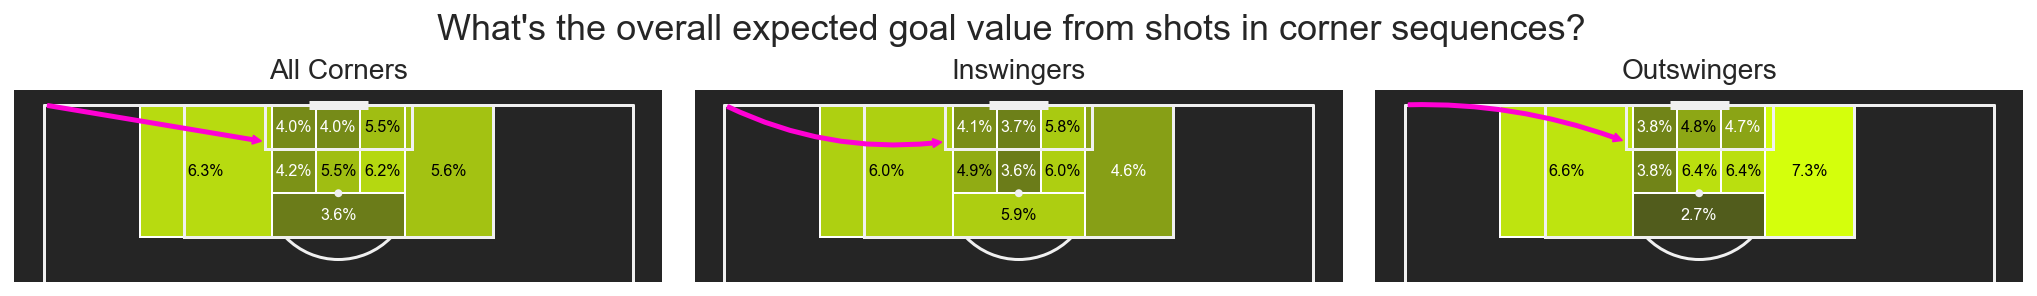 What's the overall expected goal value from shots in corner sequences?
All Corners
4.0% 4.0% 5.5%
6.3% 4.2% 5.5% 6.2% 5.6%
3.6%
Inswingers
4.1% 3.7% 5.8%
6.0% 4.9% 3.6% 6.0% 4.6%
5.9%
Outswingers
3.8% 4.8% 4.7%
6.6% 3.8% 6.4% 6.4% 7.3%
2.7%